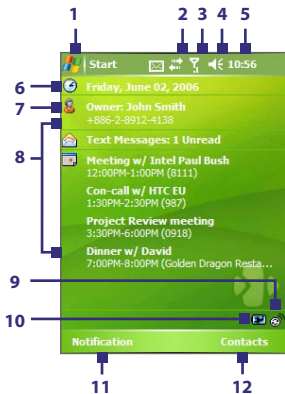 1 2 3 4 5
Start 10:56
6 Friday, June 02, 2006
7 Owner: John Smith
+886-2-8912-4138
8
Text Messages: 1 Unread
Meeting w/ Intel Paul Bush
12:00PM-1:00PM (8111)
Con-call w/ HTC EU
1:30PM-2:30PM (987)
Project Review meeting
3:30PM-6:00PM (0918)
Dinner w/ David
7:00PM-8:00PM (Golden Dragon Resta...
9
10
Notification Contacts
11 12